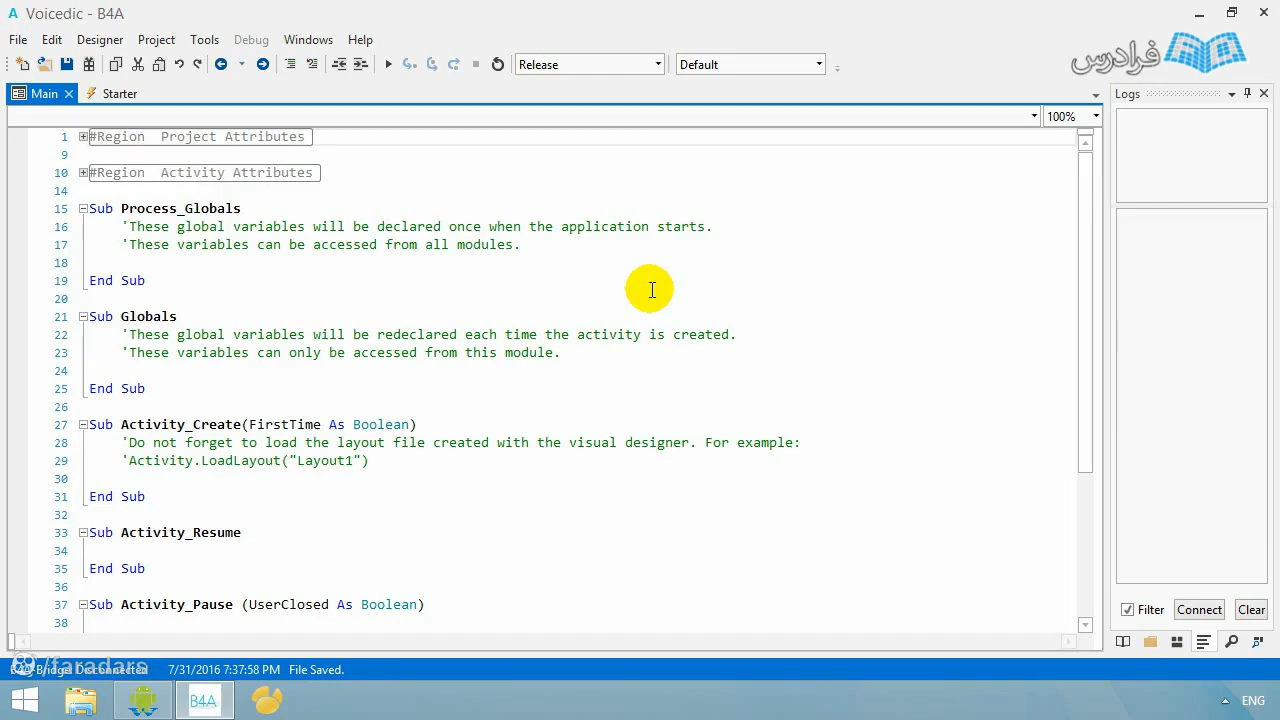 Voicedic - B4A
File Edit Designer Project Tools Debug Windows Help
Release Default
فرادرس
Main Starter
Logs
100%
1 #Region Project Attributes
9
10 #Region Activity Attributes
14
15 Sub Process_Globals
16 'These global variables will be declared once when the application starts.
17 'These variables can be accessed from all modules.
18
19 End Sub
20
21 Sub Globals
22 'These global variables will be redeclared each time the activity is created.
23 'These variables can only be accessed from this module.
24
25 End Sub
26
27 Sub Activity_Create(FirstTime As Boolean)
28 'Do not forget to load the layout file created with the visual designer. For example:
29 'Activity.LoadLayout("Layout1")
30
31 End Sub
32
33 Sub Activity_Resume
34
35 End Sub
36
37 Sub Activity_Pause (UserClosed As Boolean)
38
Filter Connect Clear
/faradars
B4A-Bridge: Disconnected 7/31/2016 7:37:58 PM File Saved.
B4A
ENG